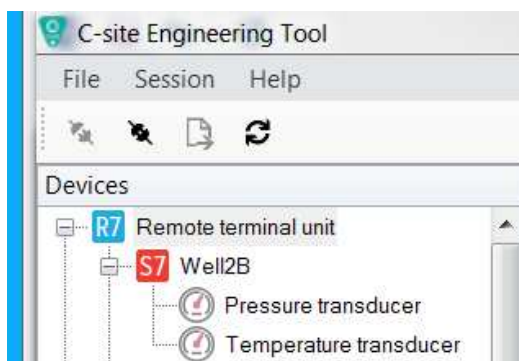 C-site Engineering Tool
File Session Help
Devices
R7 Remote terminal unit
S7 Well2B
Pressure transducer
Temperature transducer